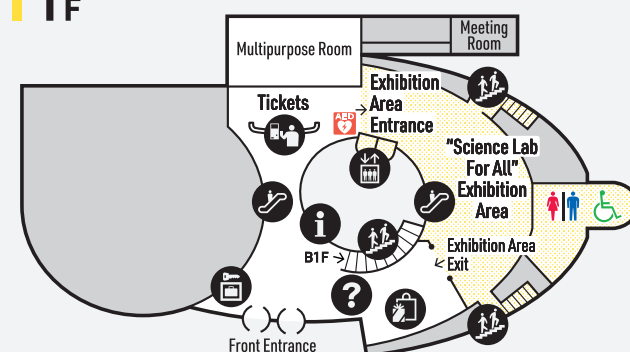 1F
Multipurpose Room
Meeting
Room
Tickets
AED
Exhibition
Area
Entrance
"Science Lab
For All"
Exhibition
Area
i
B1F
Exhibition Area
Exit
?
Front Entrance